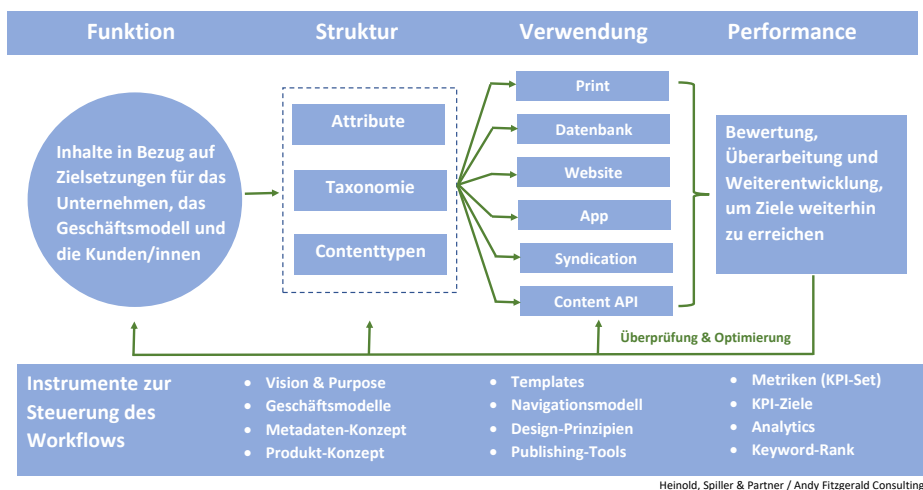 Funktion
Struktur
Verwendung
Performance
Inhalte in Bezug auf
Zielsetzungen für das
Unternehmen, das
Geschäftsmodell und
die Kunden/innen
Attribute
Taxonomie
Contenttypen
Print
Datenbank
Website
App
Syndication
Content API
Bewertung,
Überarbeitung und
Weiterentwicklung,
um Ziele weiterhin
zu erreichen
Überprüfung & Optimierung
Instrumente zur
Steuerung des
Workflows
• Vision & Purpose
• Geschäftsmodelle
• Metadaten-Konzept
• Produkt-Konzept
• Templates
• Navigationsmodell
• Design-Prinzipien
• Publishing-Tools
• Metriken (KPI-Set)
• KPI-Ziele
• Analytics
• Keyword-Rank
Heinold, Spiller & Partner / Andy Fitzgerald Consulting